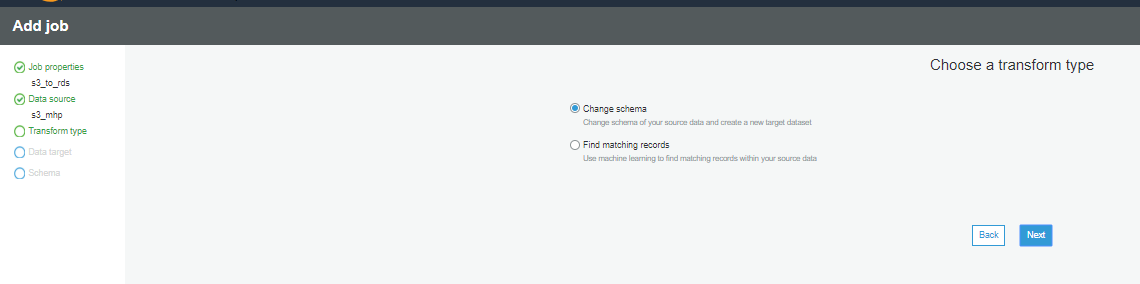 Add job
Job properties
s3_to_rds
Data source
s3_mhp
Transform type
Data target
Schema
Choose a transform type
Change schema
Change schema of your source data and create a new target dataset
Find matching records
Use machine learning to find matching records within your source data
Back
Next